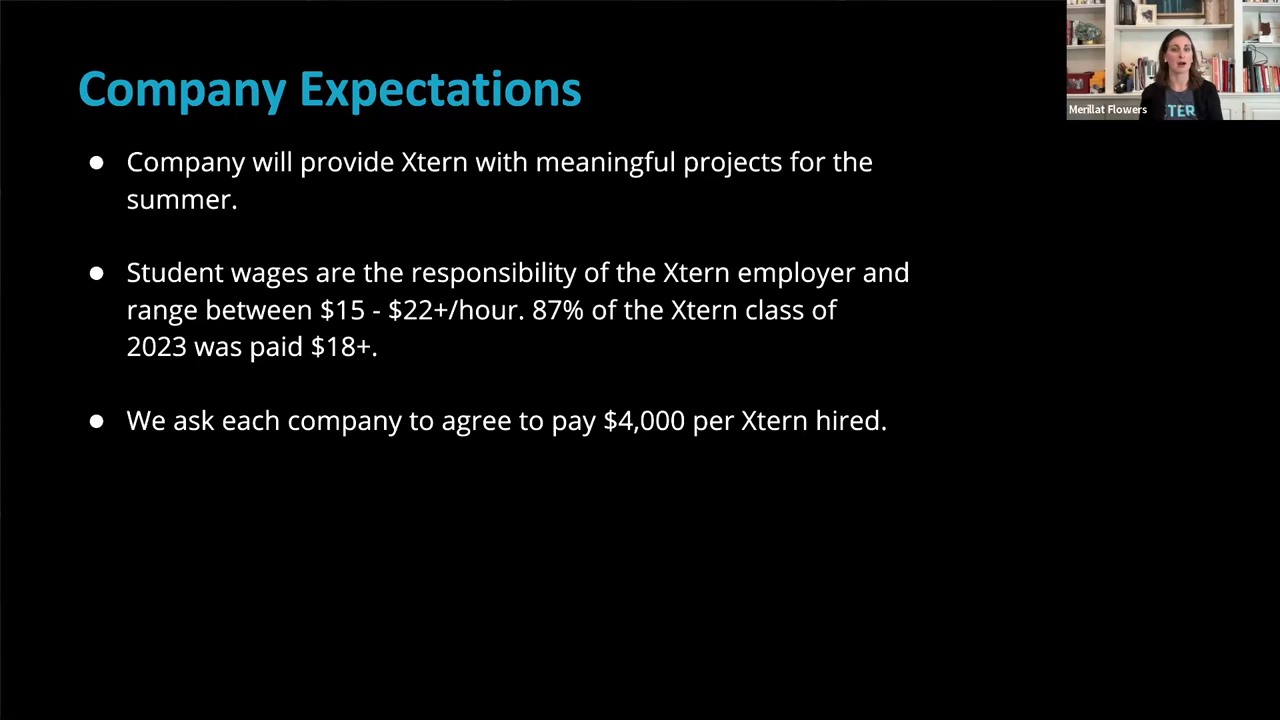 Company Expectations
● Company will provide Xtern with meaningful projects for the
summer.
● Student wages are the responsibility of the Xtern employer and
range between $15 - $22+/hour. 87% of the Xtern class of
2023 was paid $18+.
● We ask each company to agree to pay $4,000 per Xtern hired.
Merillat Flowers
TER